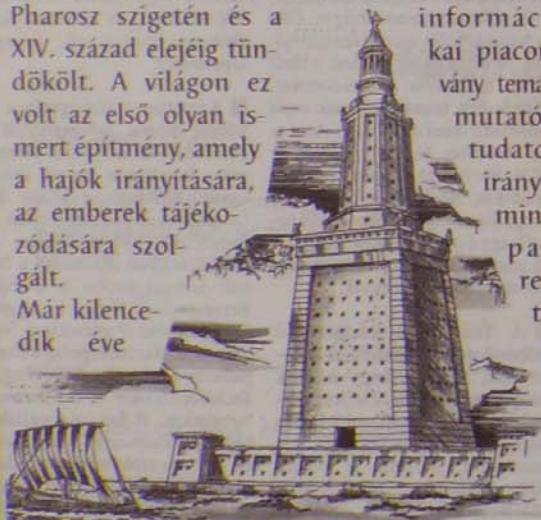 Pharosz szigetén és a
XIV. század elejéig tün-
dökölt. A világon ez
volt az első olyan is-
mert építmény, amely
a hajók irányítására,
az emberek tájéko-
zódására szol-
gált.
Már kilence-
dik éve
informác
kai piacon
vány tema
mutató
tudato
irány
min
pa
re
t